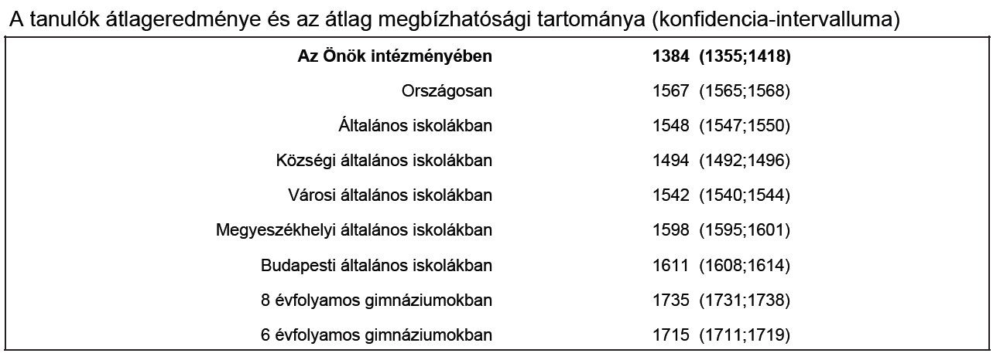 A tanulók átlageredménye és az átlag megbízhatósági tartománya (konfidencia-intervalluma)
Az Önök intézményében 1384 (1355;1418)
Országosan 1567 (1565;1568)
Általános iskolákban 1548 (1547;1550)
Községi általános iskolákban 1494 (1492;1496)
Városi általános iskolákban 1542 (1540;1544)
Megyeszékhelyi általános iskolákban 1598 (1595;1601)
Budapesti általános iskolákban 1611 (1608;1614)
8 évfolyamos gimnáziumokban 1735 (1731;1738)
6 évfolyamos gimnáziumokban 1715 (1711;1719)